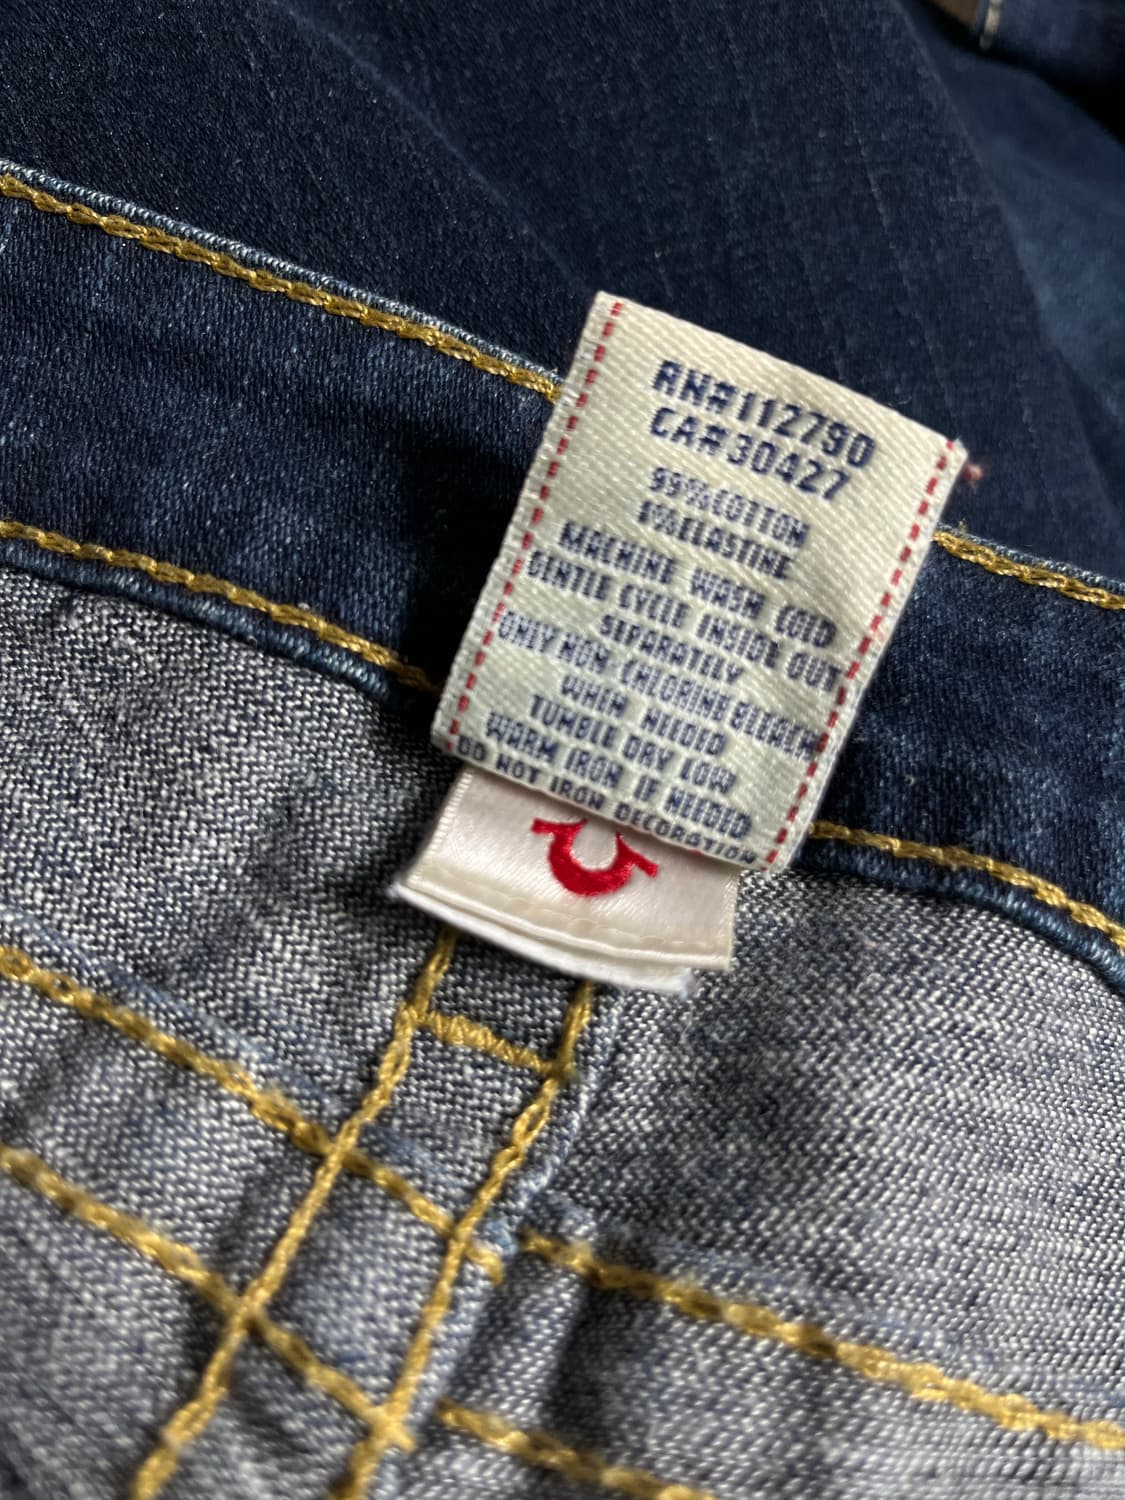 RN#112790
CA#30427
99%COTTON
1%ELASTINE
MACHINE WASH COLD
GENTLE CYCLE INSIDE OUT
SEPARATELY
ONLY NON CHLORINE BLEACH
WHEN NEEDED
TUMBLE DRY LOW
WARM IRON IF NEEDED
DO NOT IRON DECORATION